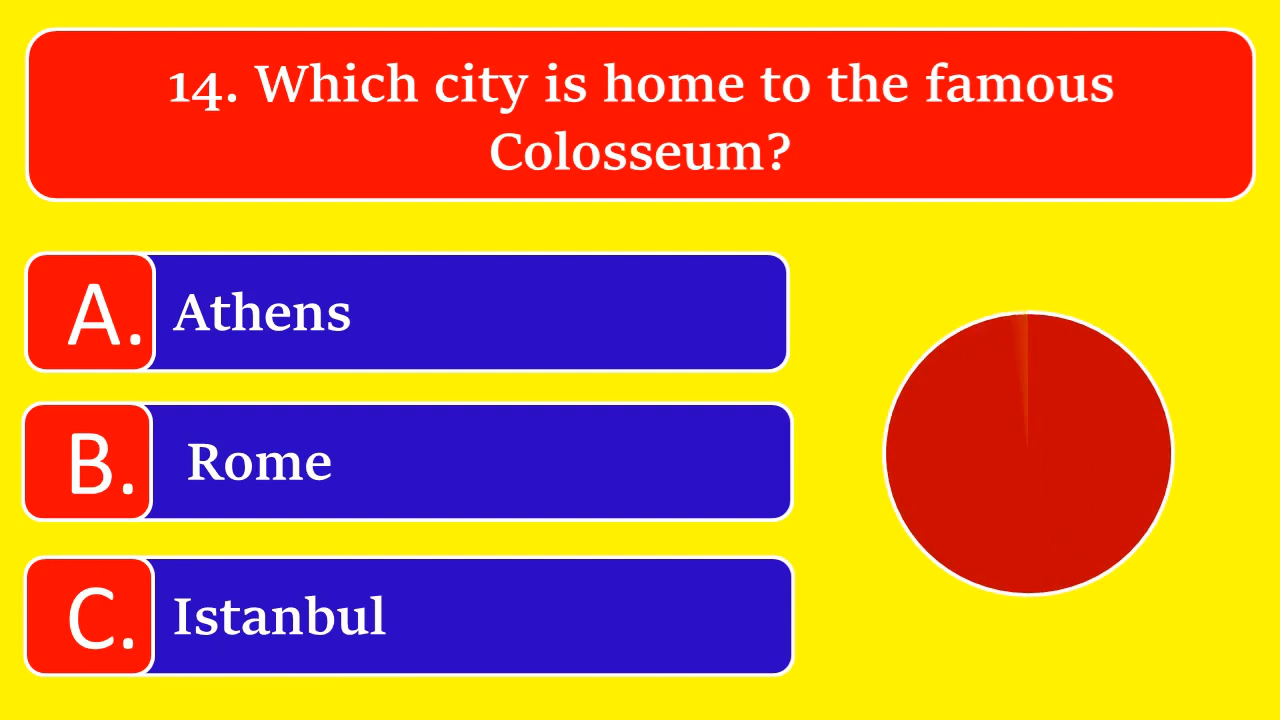 14. Which city is home to the famous
Colosseum?
A. Athens
B. Rome
C. Istanbul